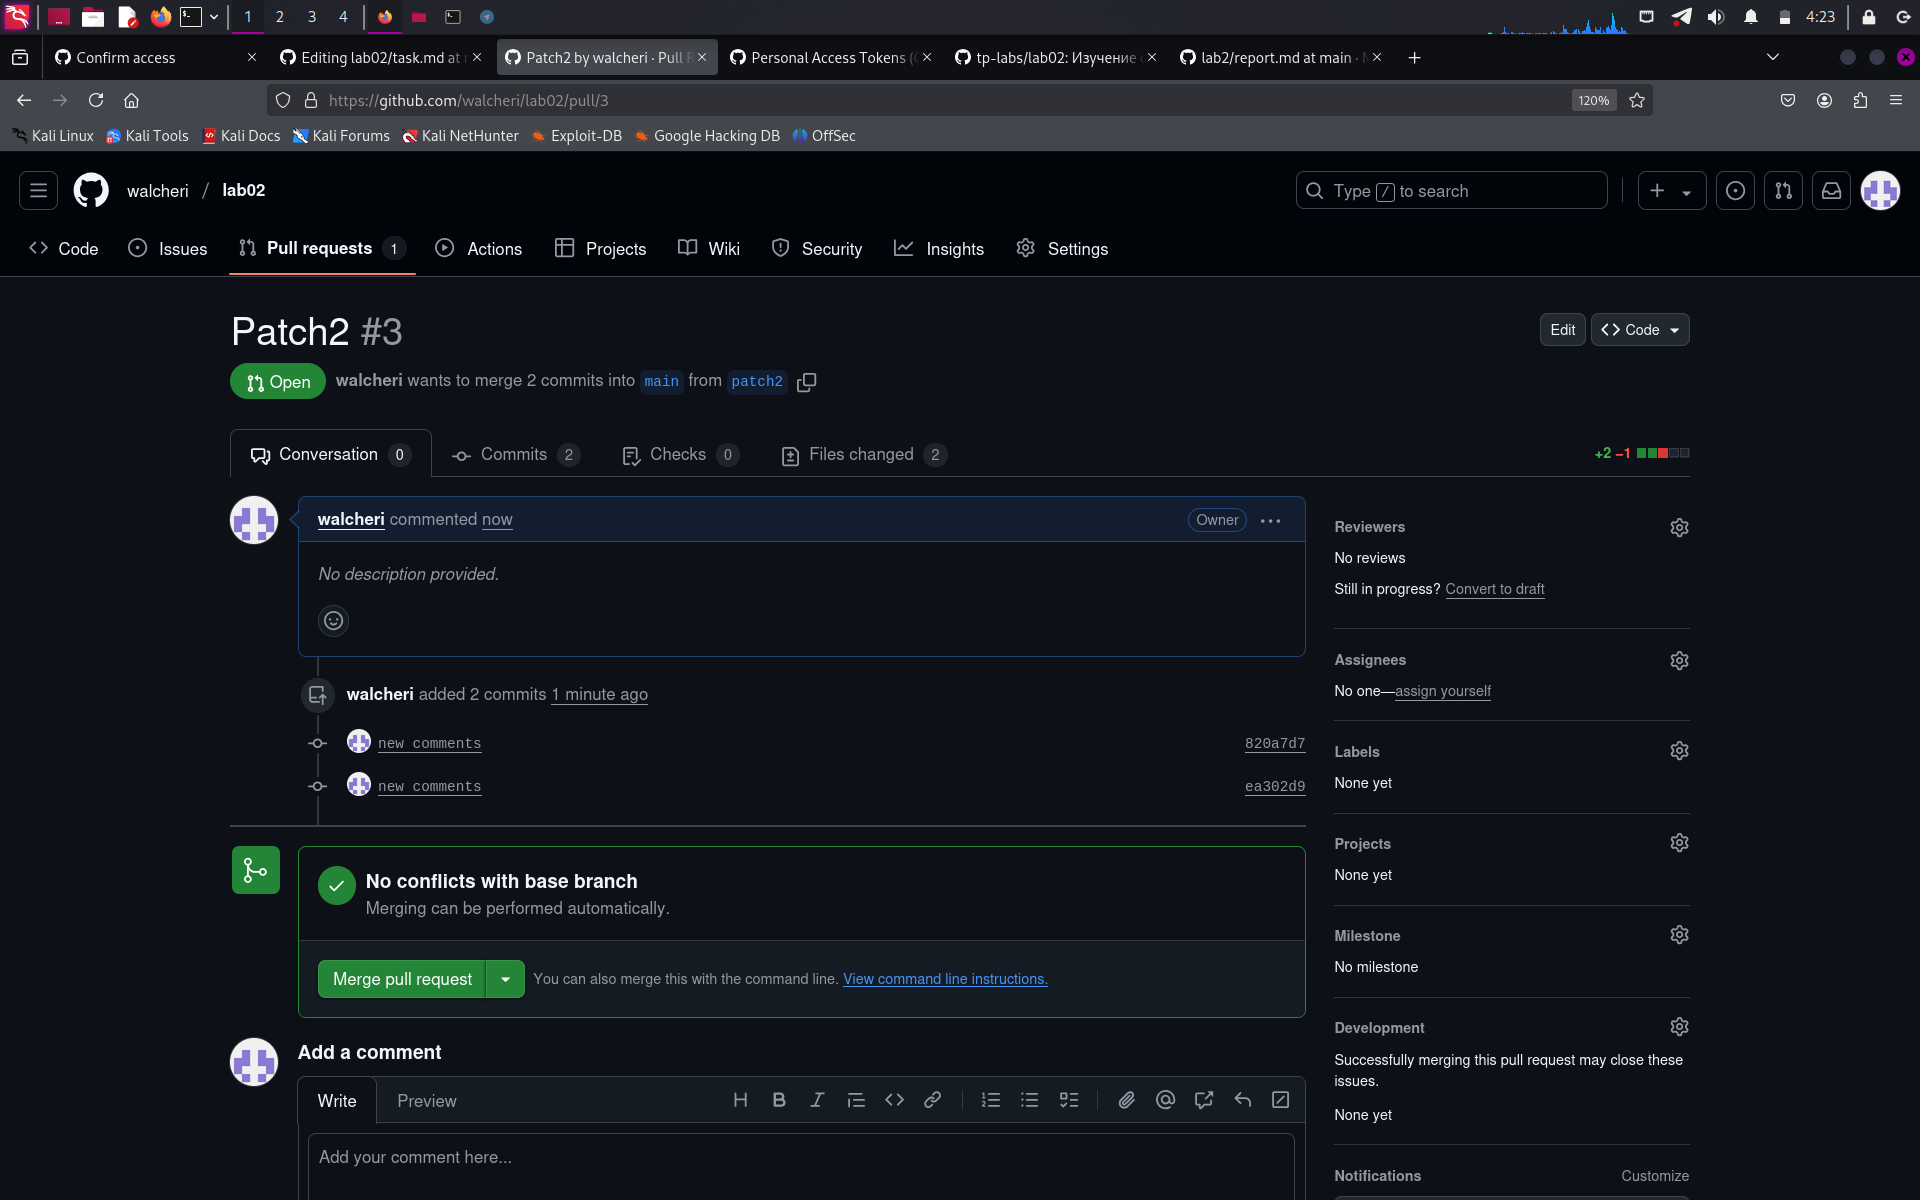 1 2 3 4 4:23
Confirm access
Editing lab02/task.md at
Patch2 by walcheri · Pull R
Personal Access Tokens (
tp-labs/lab02: Изучение
lab2/report.md at main ·
https://github.com/walcheri/lab02/pull/3
120%
Kali Linux Kali Tools Kali Docs Kali Forums Kali NetHunter Exploit-DB Google Hacking DB OffSec
walcheri / lab02
Type / to search
Code Issues Pull requests 1 Actions Projects Wiki Security Insights Settings
Patch2 #3
Edit
<> Code
Open
walcheri wants to merge 2 commits into main from patch2
Conversation 0 Commits 2 Checks 0 Files changed 2
+2 −1
walcheri commented now
Owner
No description provided.
walcheri added 2 commits 1 minute ago
new comments 820a7d7
new comments ea302d9
No conflicts with base branch
Merging can be performed automatically.
Merge pull request
You can also merge this with the command line. View command line instructions.
Add a comment
Write Preview
Add your comment here...
Reviewers
No reviews
Still in progress? Convert to draft
Assignees
No one—assign yourself
Labels
None yet
Projects
None yet
Milestone
No milestone
Development
Successfully merging this pull request may close these
issues.
None yet
Notifications Customize